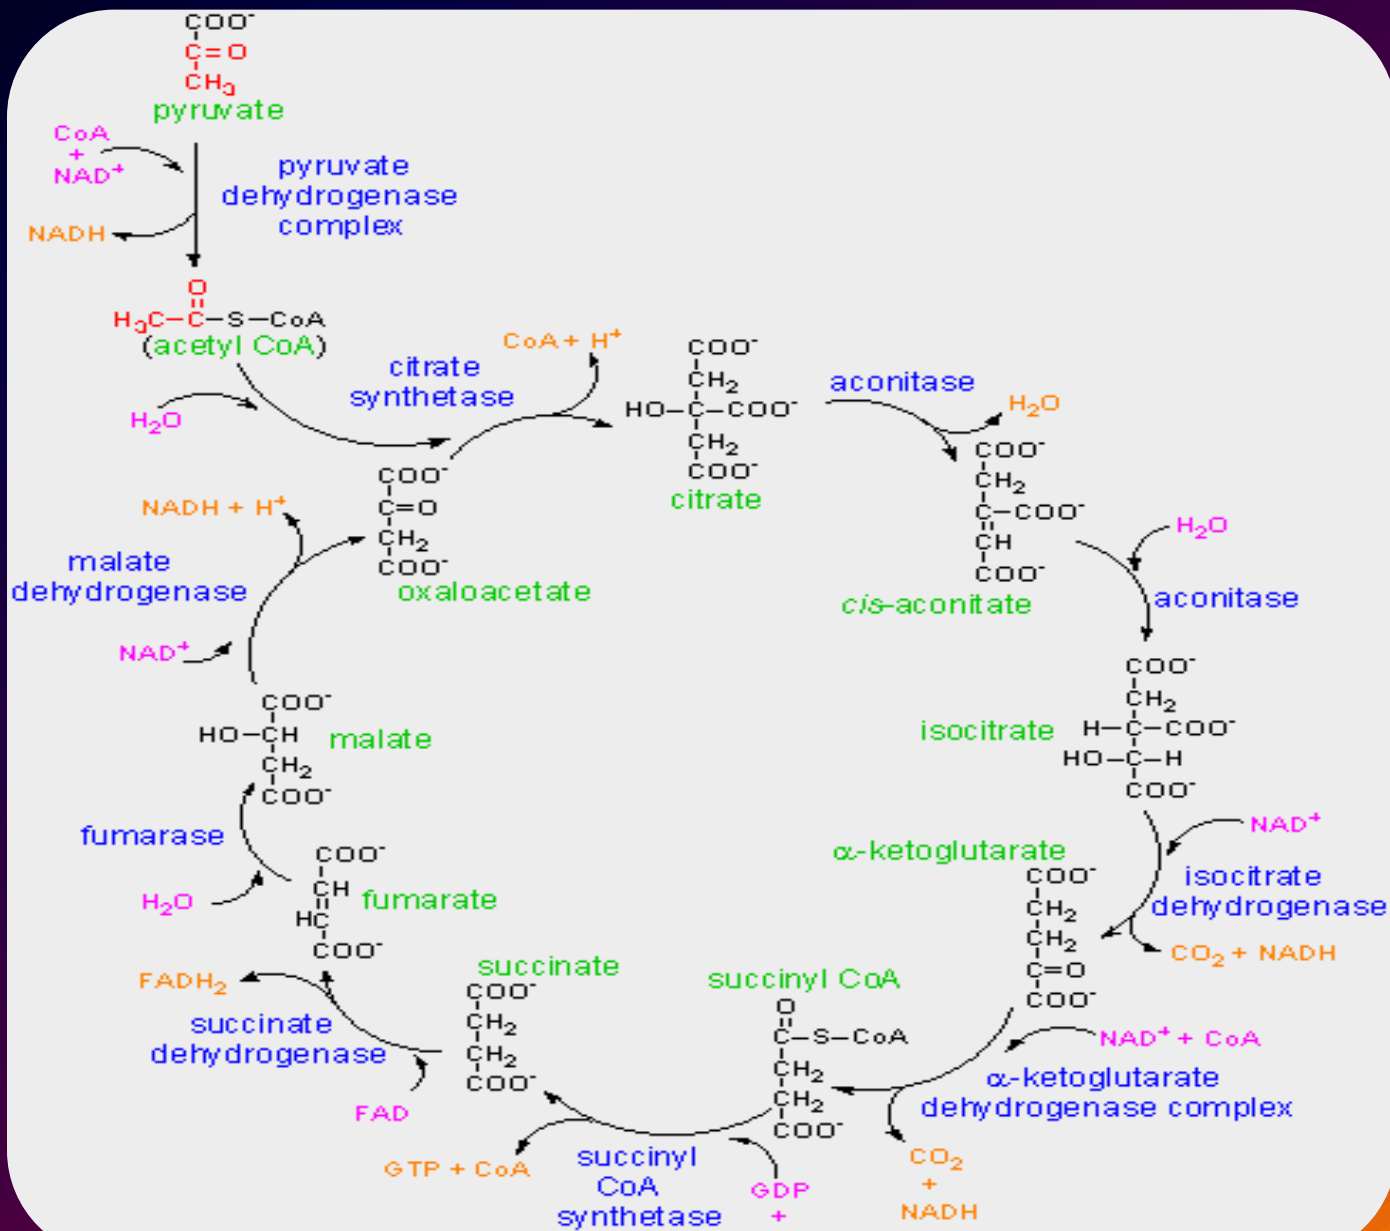 COO⁻
C=O
CH₃
pyruvate
CoA
+
NAD⁺
pyruvate
dehydrogenase
complex
NADH
O
H₃C–C–S–CoA
(acetyl CoA)
H₂O
citrate
synthetase
CoA + H⁺
COO⁻
CH₂
HO–C–COO⁻
CH₂
COO⁻
citrate
aconitase
H₂O
COO⁻
CH₂
C–COO⁻
CH
COO⁻
cis-aconitate
H₂O
aconitase
COO⁻
CH₂
H–C–COO⁻
HO–C–H
COO⁻
isocitrate
NAD⁺
isocitrate
dehydrogenase
CO₂ + NADH
α-ketoglutarate
COO⁻
CH₂
CH₂
C=O
COO⁻
NAD⁺ + CoA
α-ketoglutarate
dehydrogenase complex
CO₂
+
NADH
succinyl CoA
O
C–S–CoA
CH₂
CH₂
COO⁻
GDP
+
succinyl
CoA
synthetase
GTP + CoA
succinate
COO⁻
CH₂
CH₂
COO⁻
FAD
succinate
dehydrogenase
FADH₂
COO⁻
CH
HC
COO⁻
fumarate
H₂O
fumarase
COO⁻
HO–CH
CH₂
COO⁻
malate
NAD⁺
malate
dehydrogenase
NADH + H⁺
COO⁻
C=O
CH₂
COO⁻
oxaloacetate